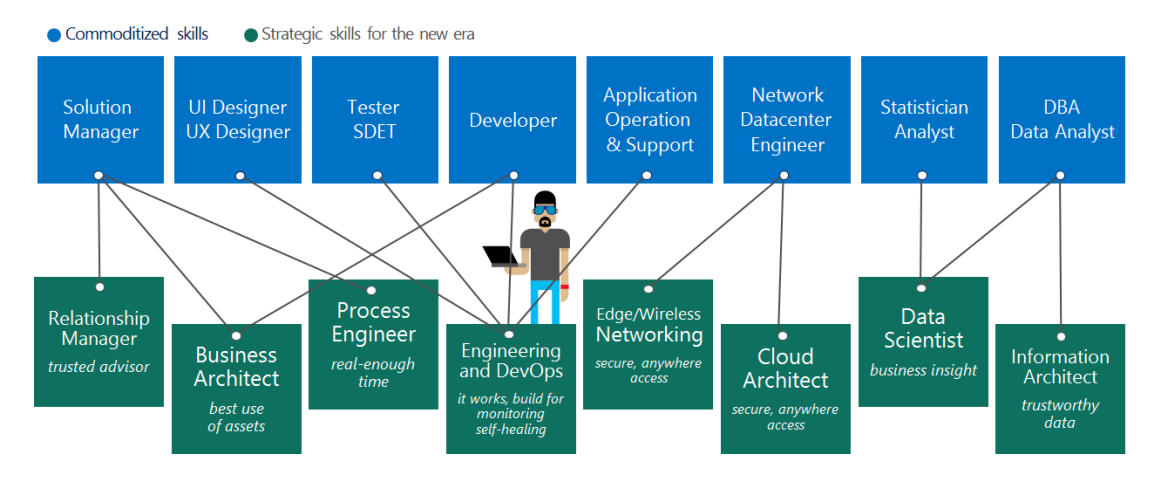 Commoditized skills
Strategic skills for the new era
Solution
Manager
UI Designer
UX Designer
Tester
SDET
Developer
Application
Operation
& Support
Network
Datacenter
Engineer
Statistician
Analyst
DBA
Data Analyst
Relationship
Manager
trusted advisor
Business
Architect
best use
of assets
Process
Engineer
real-enough
time
Engineering
and DevOps
it works, build for
monitoring
self-healing
Edge/Wireless
Networking
secure, anywhere
access
Cloud
Architect
secure, anywhere
access
Data
Scientist
business insight
Information
Architect
trustworthy
data